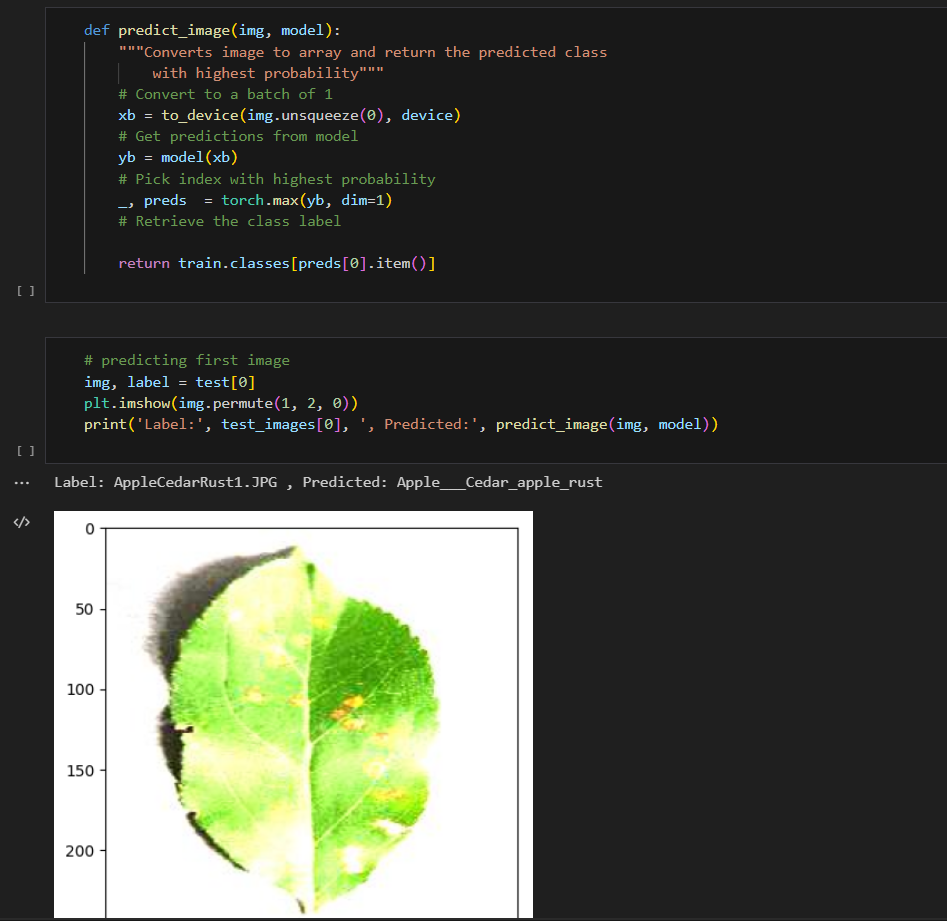 def predict_image(img, model):
"""Converts image to array and return the predicted class
with highest probability"""
# Convert to a batch of 1
xb = to_device(img.unsqueeze(0), device)
# Get predictions from model
yb = model(xb)
# Pick index with highest probability
_, preds  = torch.max(yb, dim=1)
# Retrieve the class label
return train.classes[preds[0].item()]
[ ]
# predicting first image
img, label = test[0]
plt.imshow(img.permute(1, 2, 0))
print('Label:', test_images[0], ', Predicted:', predict_image(img, model))
[ ]
... Label: AppleCedarRust1.JPG , Predicted: Apple___Cedar_apple_rust
</>
0
50
100
150
200